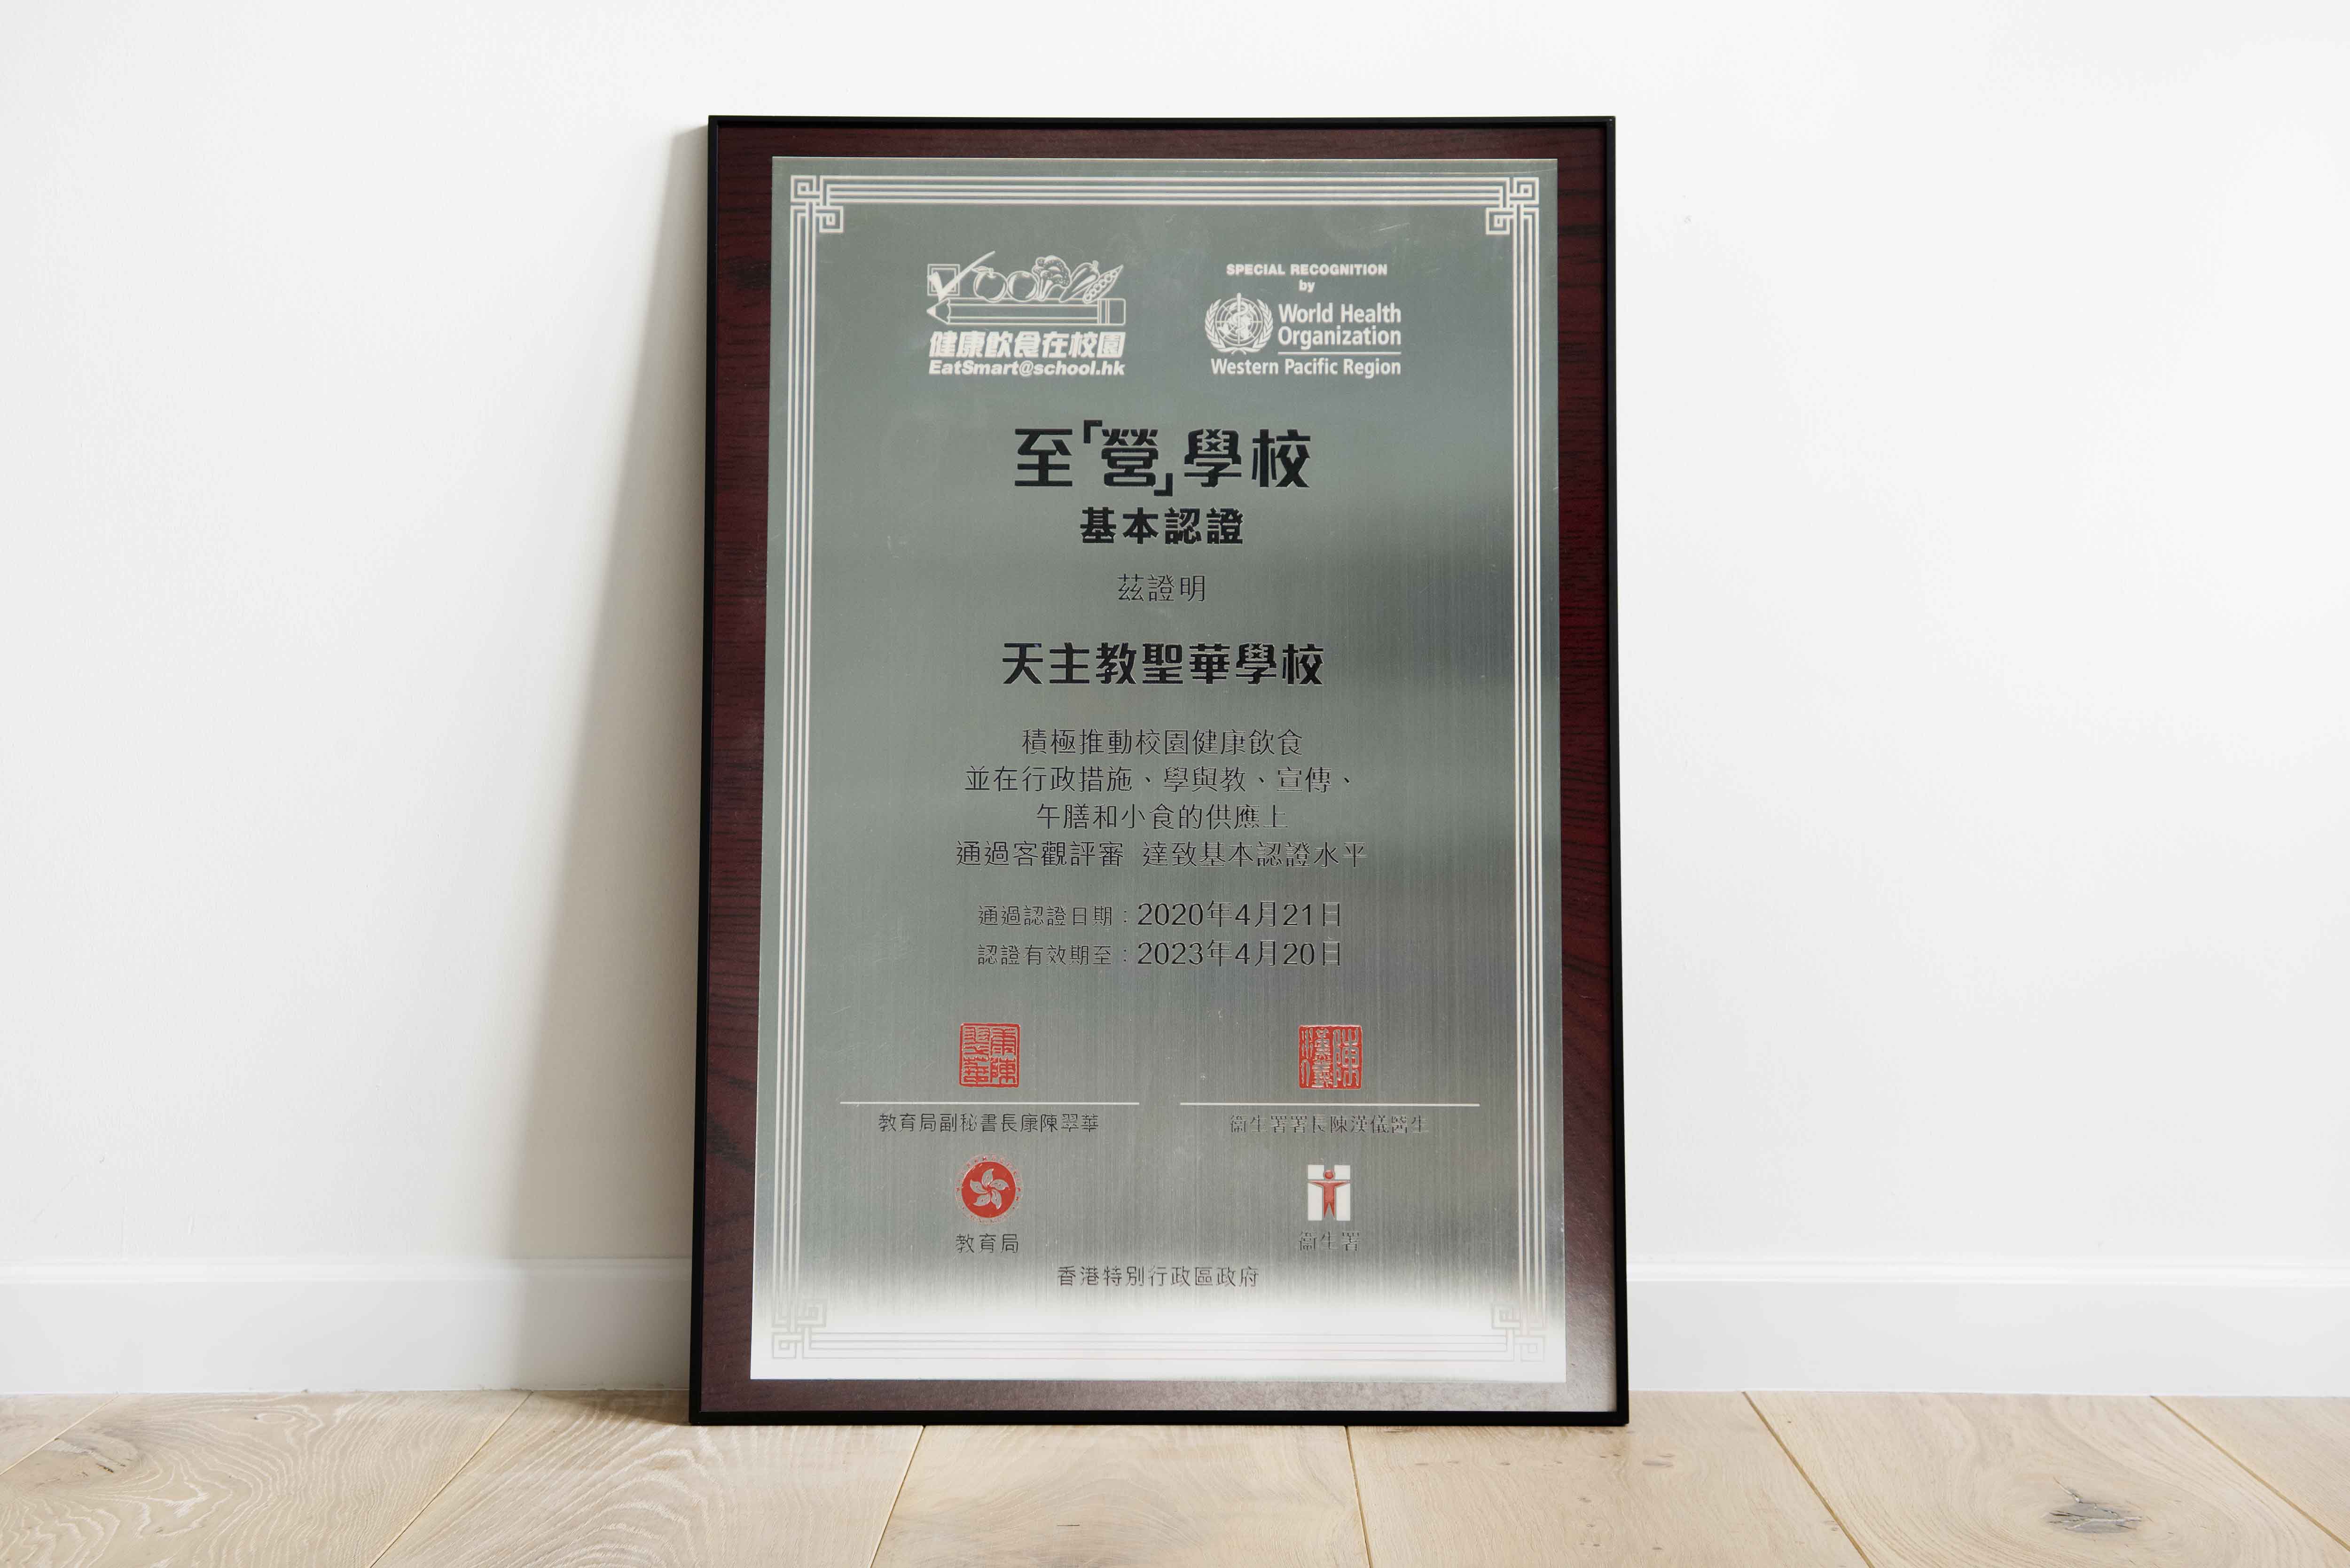 健康飲食在校園
EatSmart@school.hk
SPECIAL RECOGNITION
by
World Health
Organization
Western Pacific Region
至「營」學校
基本認證
茲證明
天主教聖華學校
積極推動校園健康飲食
並在行政措施、學與教、宣傳、
午膳和小食的供應上
通過客觀評審 達致基本認證水平
通過認證日期：2020年4月21日
認證有效期至：2023年4月20日
教育局副秘書長康陳翠華
衞生署署長陳漢儀醫生
教育局
衞生署
香港特別行政區政府